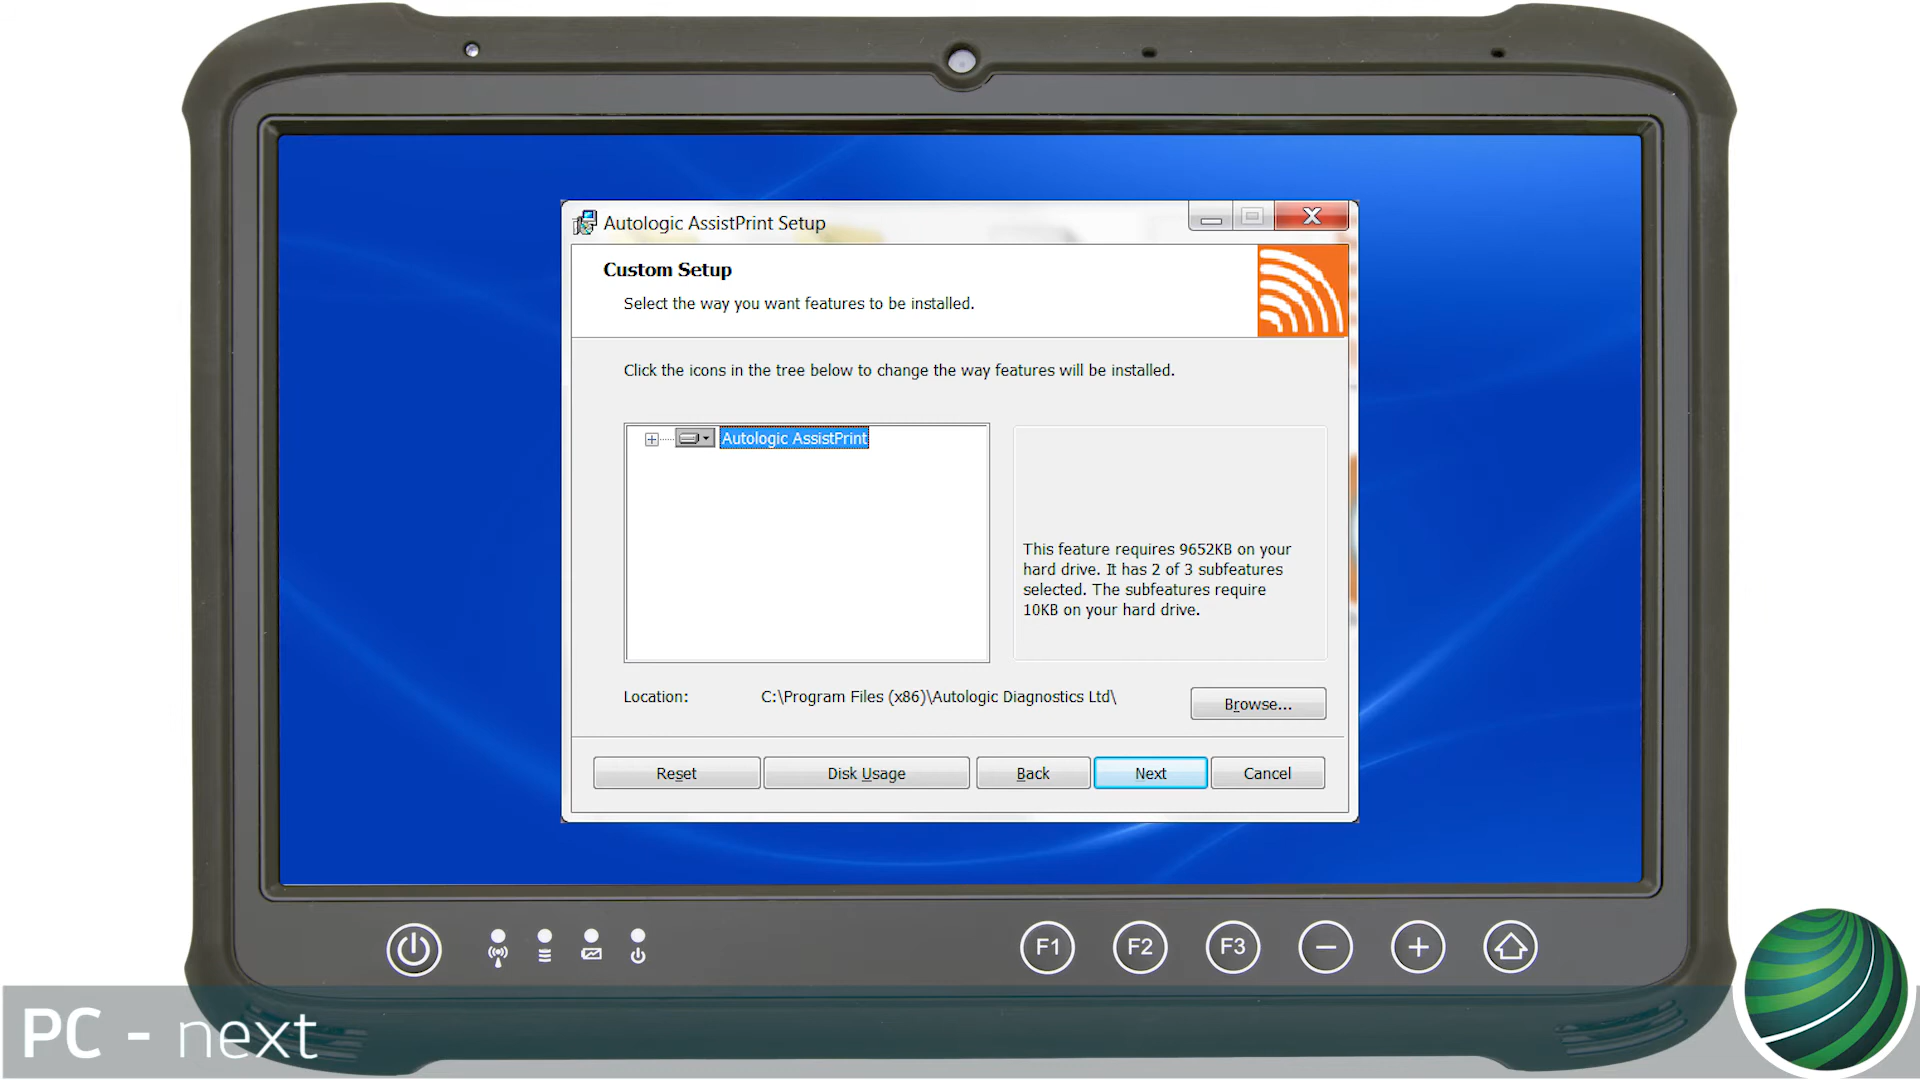 Autologic AssistPrint Setup
Custom Setup
Select the way you want features to be installed.
Click the icons in the tree below to change the way features will be installed.
Autologic AssistPrint
This feature requires 9652KB on your
hard drive. It has 2 of 3 subfeatures
selected. The subfeatures require
10KB on your hard drive.
Location: C:\Program Files (x86)\Autologic Diagnostics Ltd\ Browse...
Reset Disk Usage Back Next Cancel
F1 F2 F3
PC - next